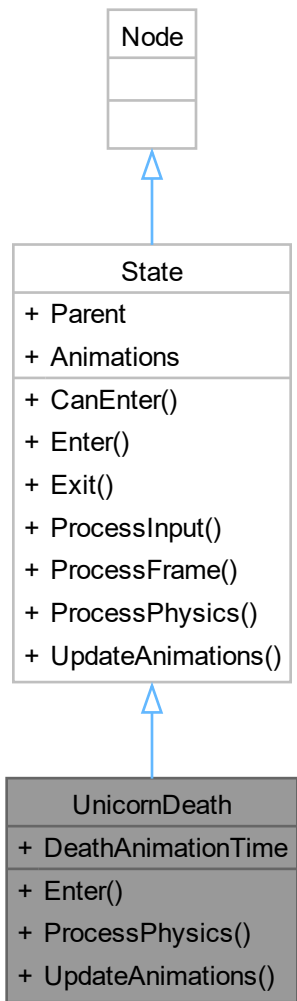 Node
State
+ Parent
+ Animations
+ CanEnter()
+ Enter()
+ Exit()
+ ProcessInput()
+ ProcessFrame()
+ ProcessPhysics()
+ UpdateAnimations()
UnicornDeath
+ DeathAnimationTime
+ Enter()
+ ProcessPhysics()
+ UpdateAnimations()